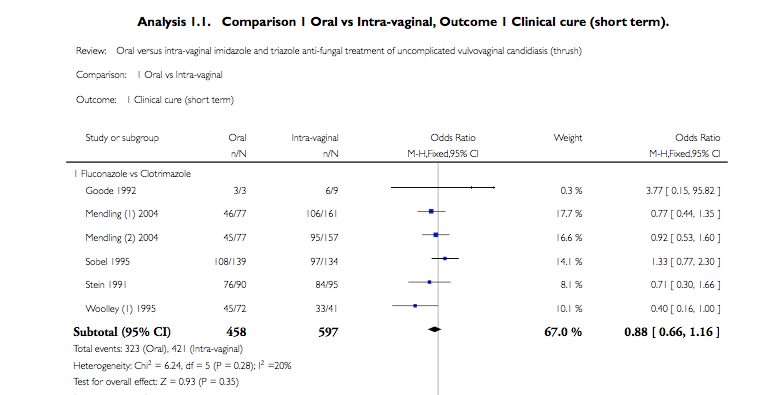 Analysis 1.1. Comparison 1 Oral vs Intra-vaginal, Outcome 1 Clinical cure (short term).
Review: Oral versus intra-vaginal imidazole and triazole anti-fungal treatment of uncomplicated vulvovaginal candidiasis (thrush)
Comparison: 1 Oral vs Intra-vaginal
Outcome: 1 Clinical cure (short term)
Study or subgroup Oral Intra-vaginal Odds Ratio Weight Odds Ratio
n/N n/N M-H,Fixed,95% CI M-H,Fixed,95% CI
1 Fluconazole vs Clotrimazole
Goode 1992 3/3 6/9 0.3 % 3.77 [ 0.15, 95.82 ]
Mendling (1) 2004 46/77 106/161 17.7 % 0.77 [ 0.44, 1.35 ]
Mendling (2) 2004 45/77 95/157 16.6 % 0.92 [ 0.53, 1.60 ]
Sobel 1995 108/139 97/134 14.1 % 1.33 [ 0.77, 2.30 ]
Stein 1991 76/90 84/95 8.1 % 0.71 [ 0.30, 1.66 ]
Woolley (1) 1995 45/72 33/41 10.1 % 0.40 [ 0.16, 1.00 ]
Subtotal (95% CI) 458 597 67.0 % 0.88 [ 0.66, 1.16 ]
Total events: 323 (Oral), 421 (Intra-vaginal)
Heterogeneity: Chi² = 6.24, df = 5 (P = 0.28); I² =20%
Test for overall effect: Z = 0.93 (P = 0.35)